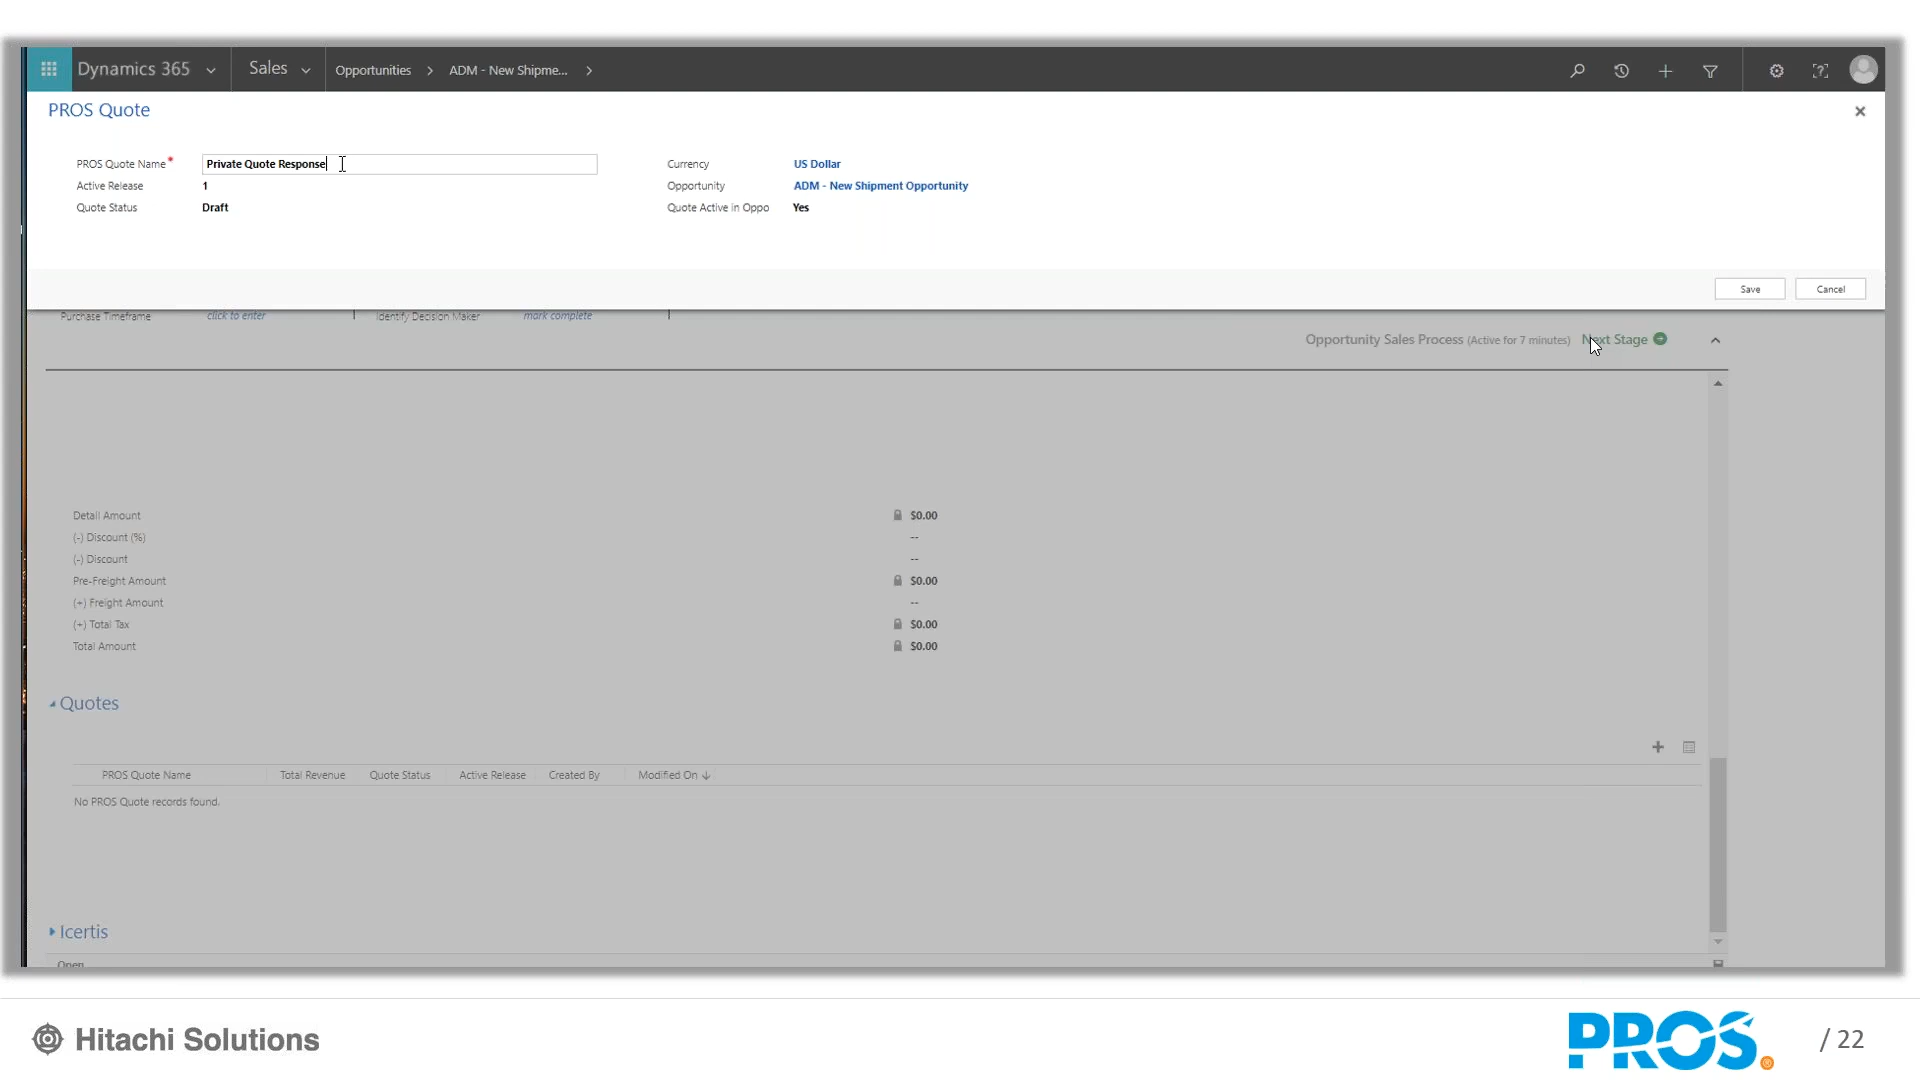 Dynamics 365 Sales Opportunities ADM - New Shipme...
PROS Quote
PROS Quote Name* Private Quote Response Currency US Dollar
Active Release 1 Opportunity ADM - New Shipment Opportunity
Quote Status Draft Quote Active in Oppo Yes
Save Cancel
Purchase Timeframe click to enter Identify Decision Maker mark complete
Opportunity Sales Process (Active for 7 minutes) Next Stage
Detail Amount $0.00
(-) Discount (%) --
(-) Discount --
Pre-Freight Amount $0.00
(+) Freight Amount --
(+) Total Tax $0.00
Total Amount $0.00
Quotes
PROS Quote Name Total Revenue Quote Status Active Release Created By Modified On
No PROS Quote records found.
Icertis
Open
Hitachi Solutions PROS / 22